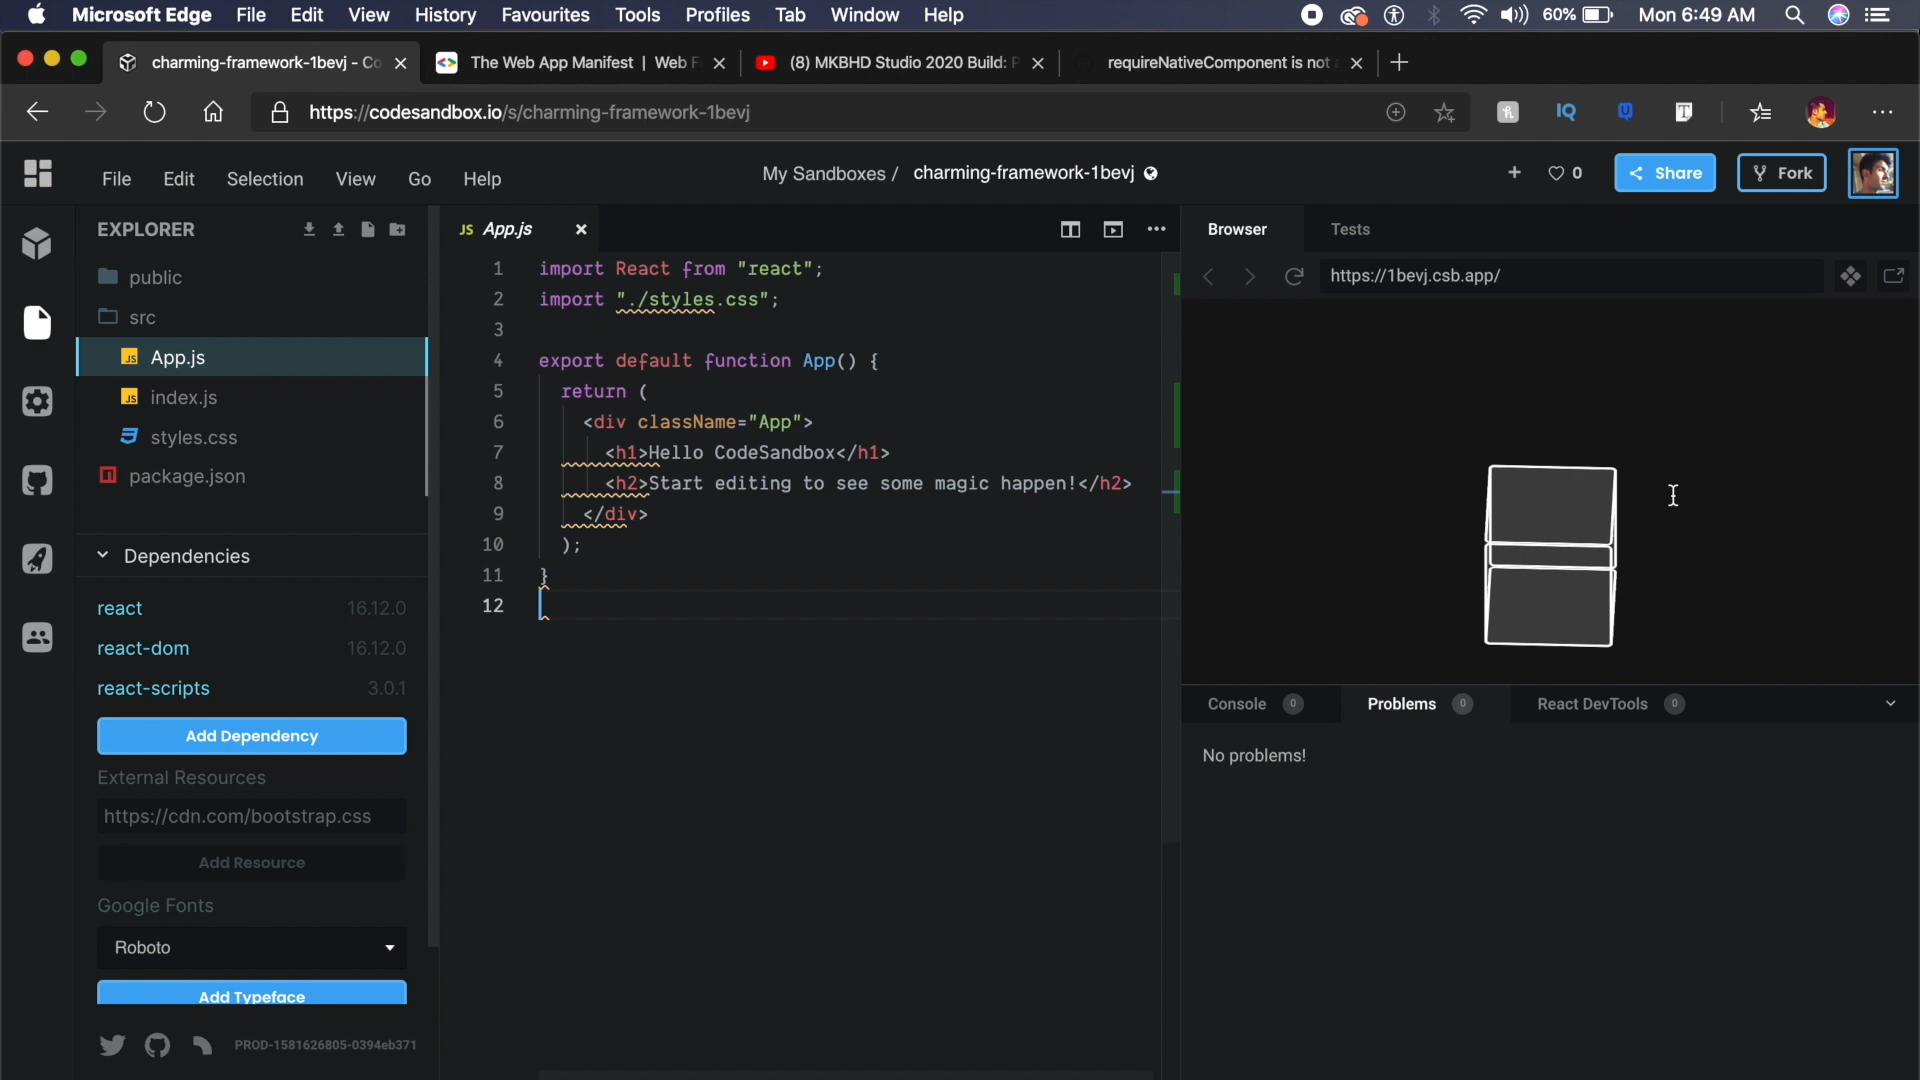 Microsoft Edge File Edit View History Favourites Tools Profiles Tab Window Help 60% Mon 6:49 AM
charming-framework-1bevj - Co
The Web App Manifest | Web F
(8) MKBHD Studio 2020 Build: P
requireNativeComponent is not
https://codesandbox.io/s/charming-framework-1bevj
IQ
T
File Edit Selection View Go Help
My Sandboxes / charming-framework-1bevj
0
Share
Fork
EXPLORER
public
src
JS App.js
JS index.js
styles.css
package.json
Dependencies
react 16.12.0
react-dom 16.12.0
react-scripts 3.0.1
Add Dependency
External Resources
https://cdn.com/bootstrap.css
Add Resource
Google Fonts
Roboto
Add Typeface
PROD-1581626805-0394eb371
JS App.js
1 import React from "react";
2 import "./styles.css";
3
4 export default function App() {
5 return (
6 <div className="App">
7 <h1>Hello CodeSandbox</h1>
8 <h2>Start editing to see some magic happen!</h2>
9 </div>
10 );
11 }
12
Browser Tests
https://1bevj.csb.app/
Console 0 Problems 0 React DevTools 0
No problems!